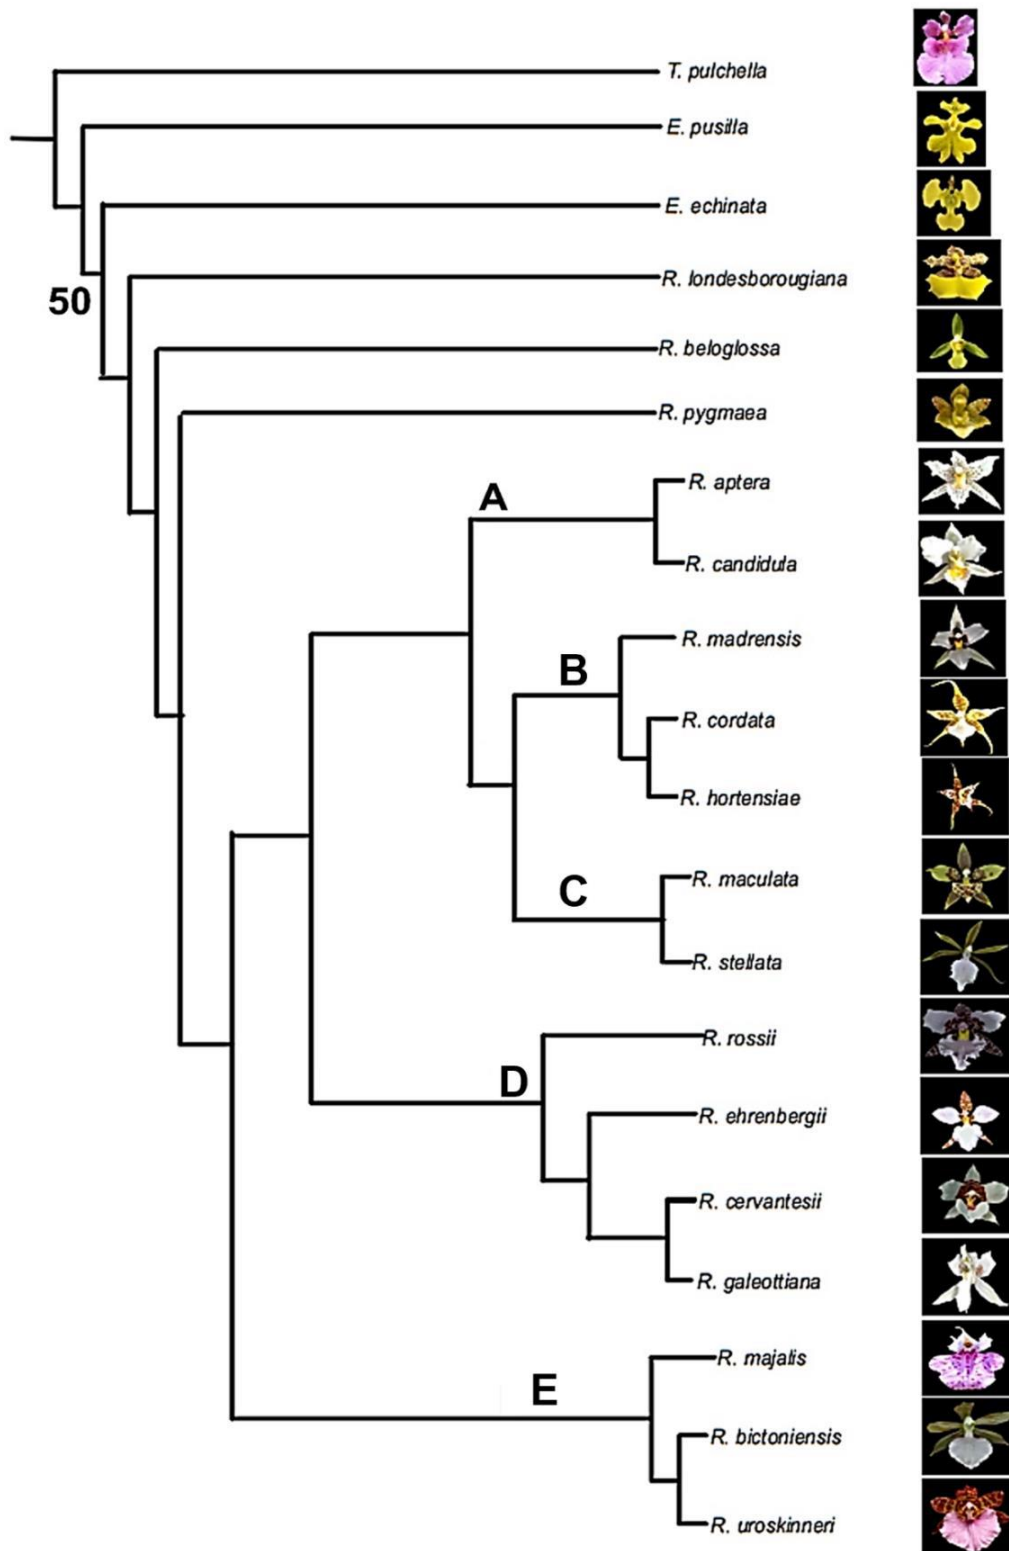 T. pulchella
E. pusilla
E. echinata
50
R. londesborougiana
R. beloglossa
R. pygmaea
A
R. aptera
R. candidula
R. madrensis
B
R. cordata
R. hortensiae
R. maculata
C
R. stellata
R. rossii
D
R. ehrenbergii
R. cervantesii
R. galeottiana
R. majalis
E
R. bictoniensis
R. uroskinneri